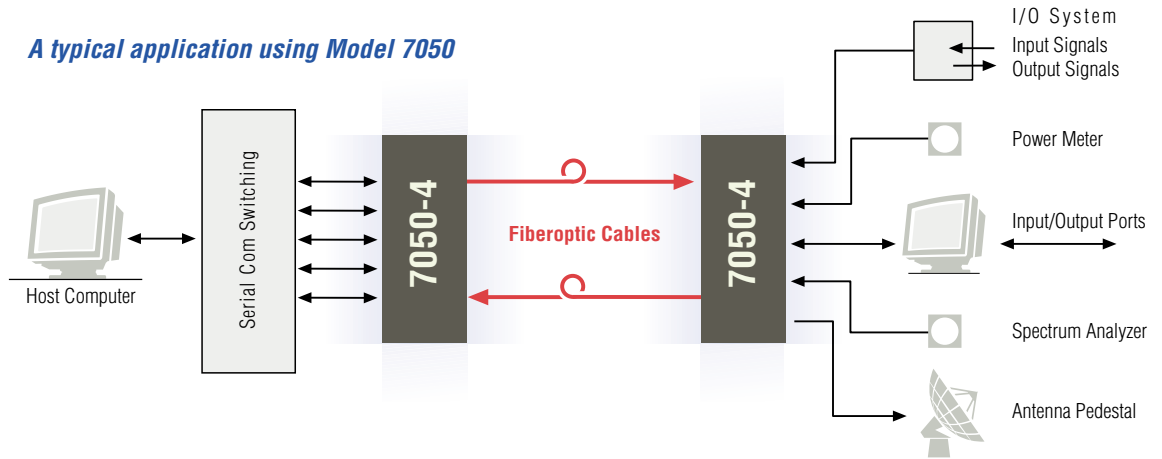 A typical application using Model 7050
Host Computer
Serial Com Switching
7050-4
Fiberoptic Cables
7050-4
I/O System
Input Signals
Output Signals
Power Meter
Input/Output Ports
Spectrum Analyzer
Antenna Pedestal